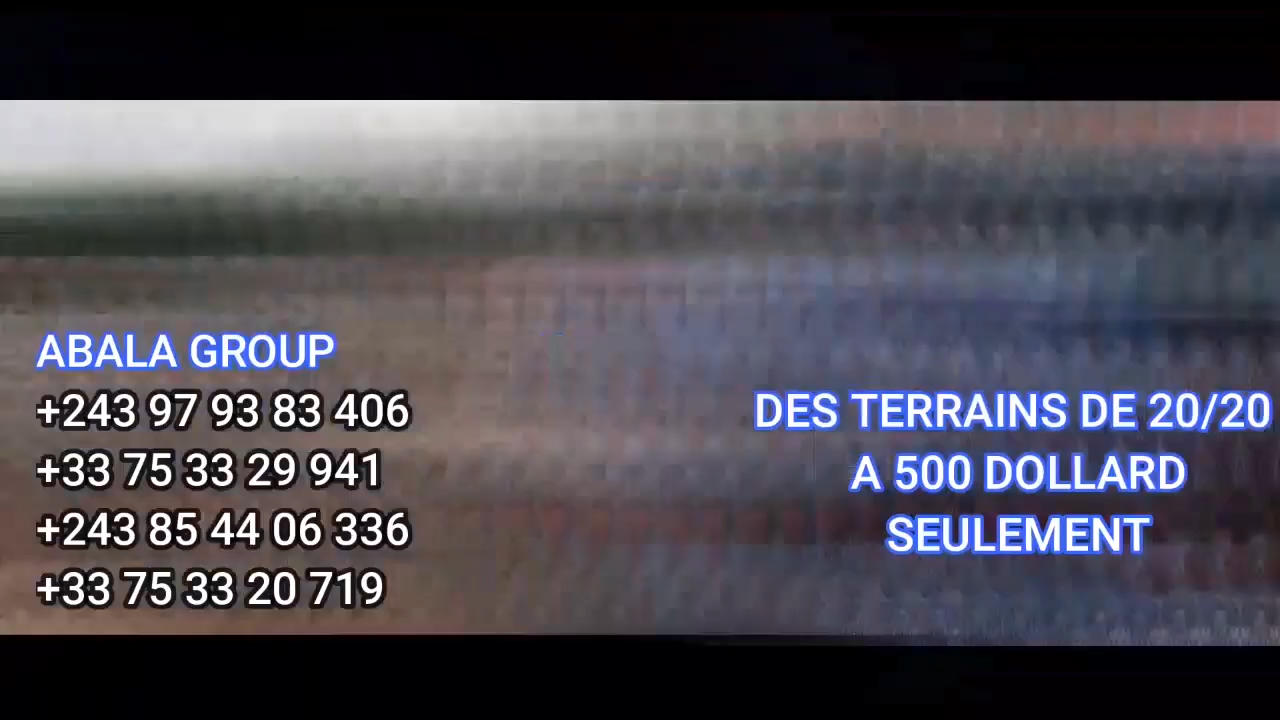 ABALA GROUP
+243 97 93 83 406
+33 75 33 29 941
+243 85 44 06 336
+33 75 33 20 719
DES TERRAINS DE 20/20
A 500 DOLLARD
SEULEMENT